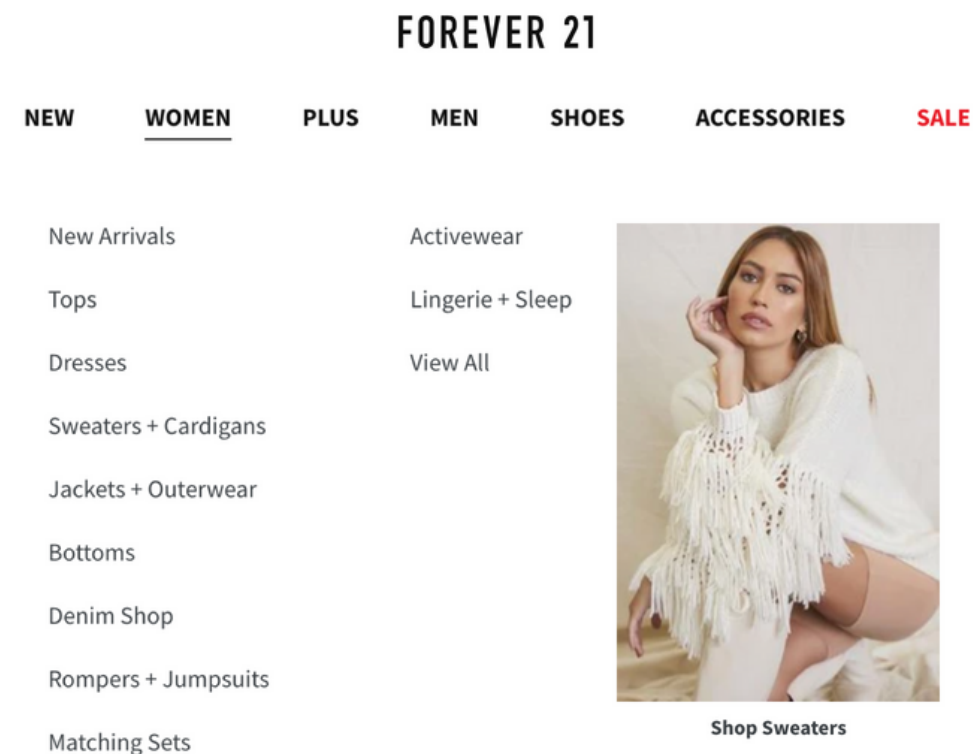 FOREVER 21
NEW WOMEN PLUS MEN SHOES ACCESSORIES SALE
New Arrivals
Tops
Dresses
Sweaters + Cardigans
Jackets + Outerwear
Bottoms
Denim Shop
Rompers + Jumpsuits
Matching Sets
Activewear
Lingerie + Sleep
View All
Shop Sweaters